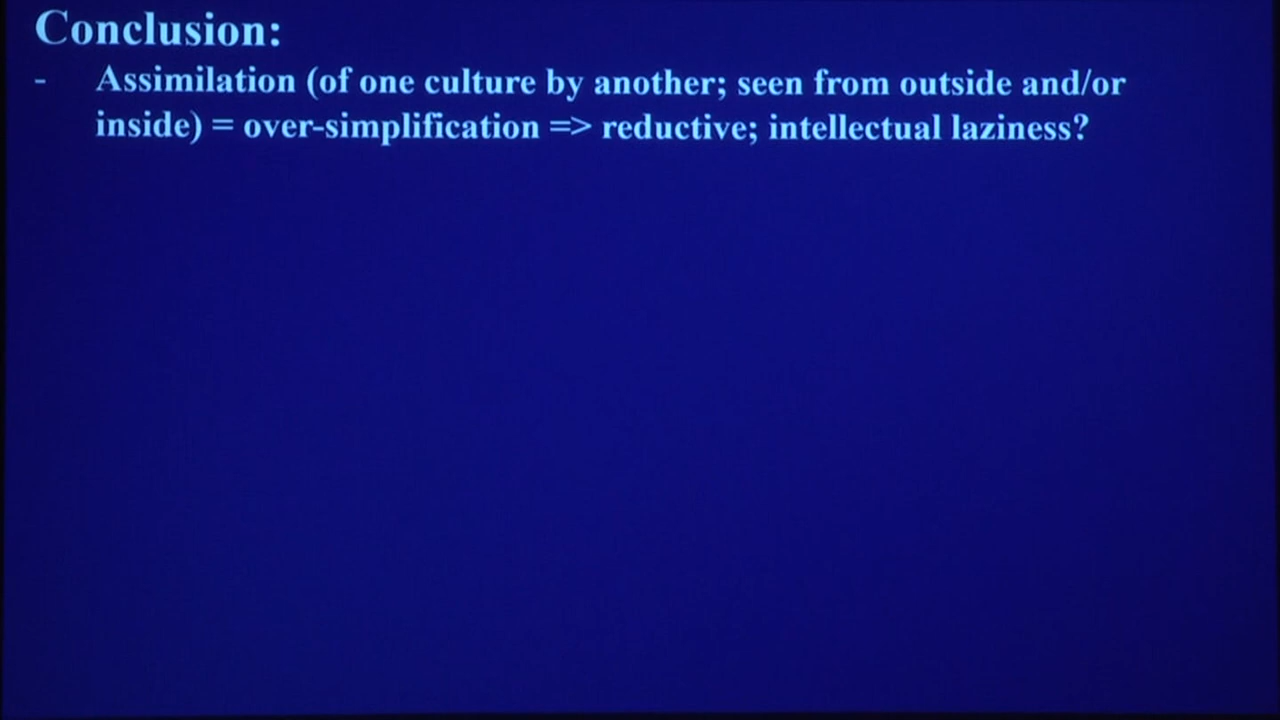 Conclusion:
- Assimilation (of one culture by another; seen from outside and/or
inside) = over-simplification => reductive; intellectual laziness?